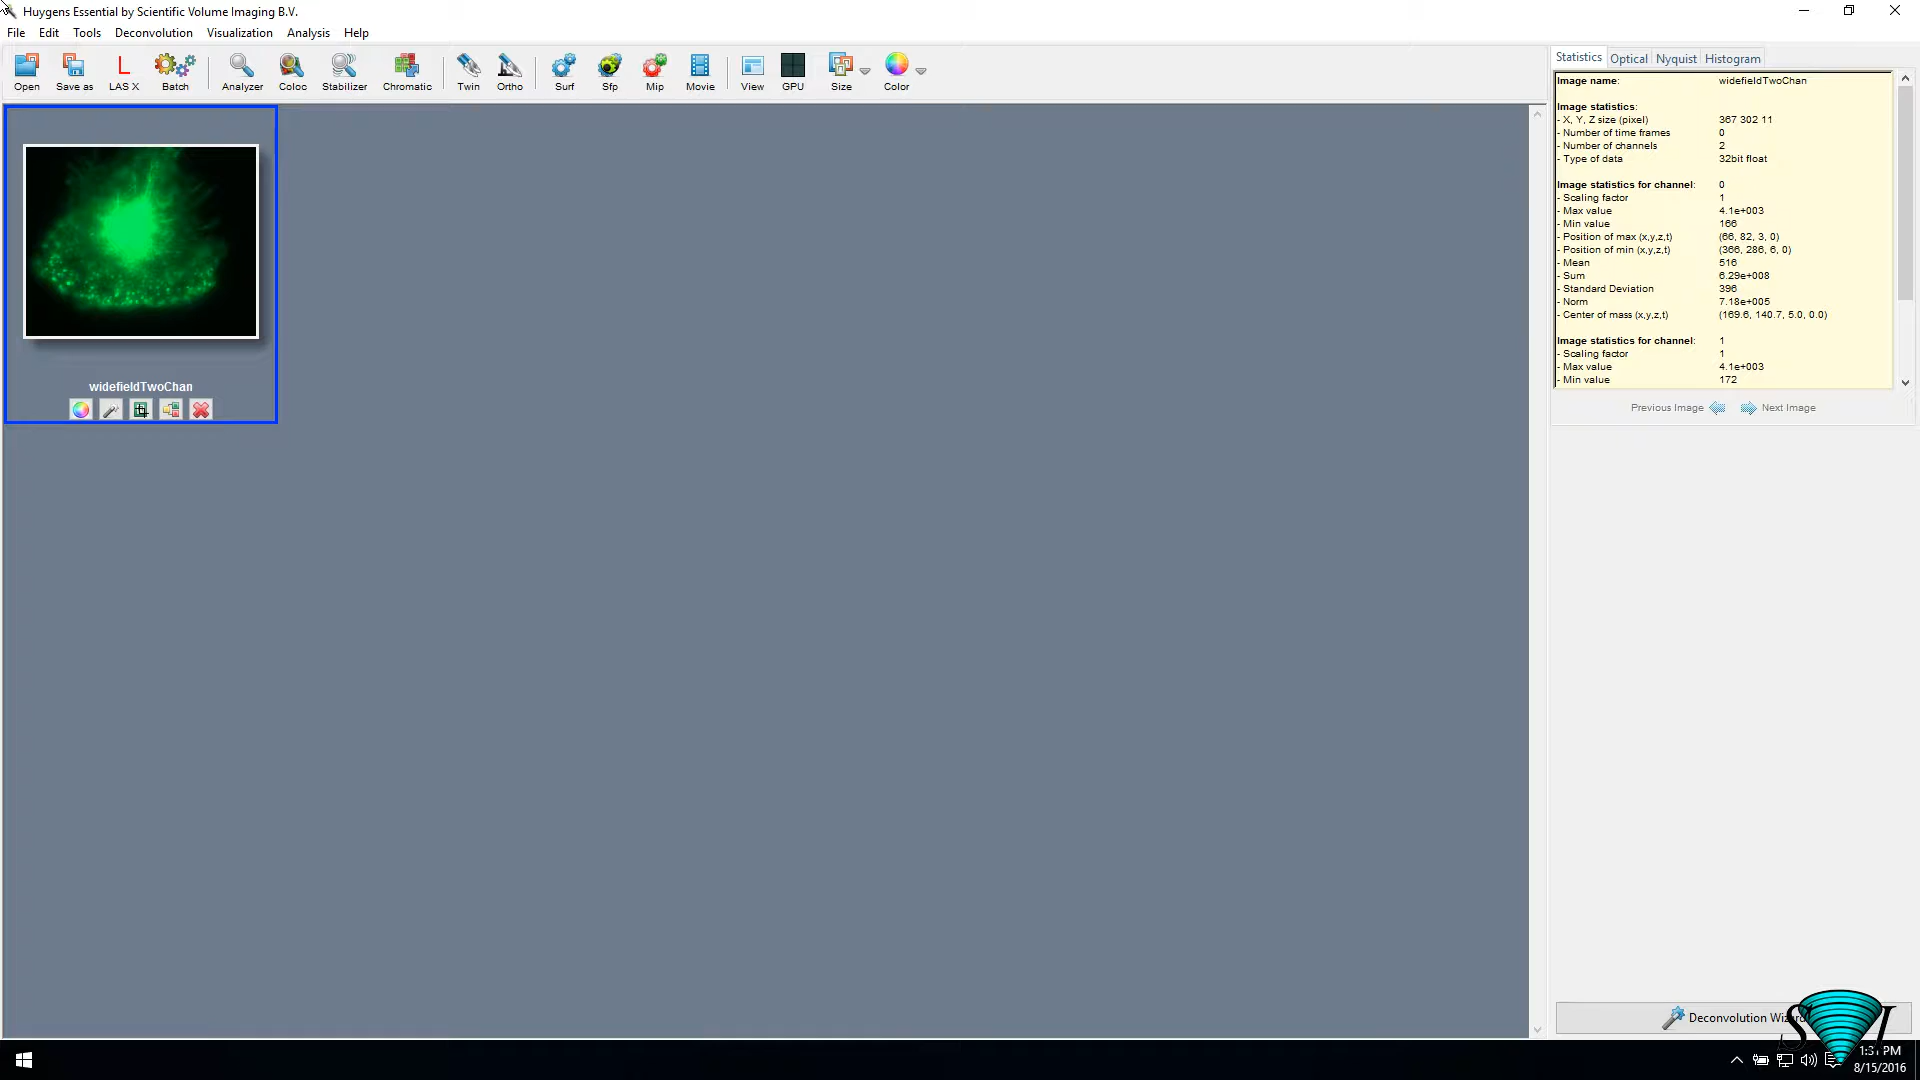 Huygens Essential by Scientific Volume Imaging B.V.
File Edit Tools Deconvolution Visualization Analysis Help
Open Save as LAS X Batch Analyzer Coloc Stabilizer Chromatic Twin Ortho Surf Sfp Mip Movie View GPU Size Color
Statistics Optical Nyquist Histogram
Image name: widefieldTwoChan
Image statistics:
- X, Y, Z size (pixel) 367 302 11
- Number of time frames 0
- Number of channels 2
- Type of data 32bit float
Image statistics for channel: 0
- Scaling factor 1
- Max value 4.1e+003
- Min value 166
- Position of max (x,y,z,t) (66, 82, 3, 0)
- Position of min (x,y,z,t) (366, 286, 6, 0)
- Mean 516
- Sum 6.29e+008
- Standard Deviation 396
- Norm 7.18e+005
- Center of mass (x,y,z,t) (169.6, 140.7, 5.0, 0.0)
Image statistics for channel: 1
- Scaling factor 1
- Max value 4.1e+003
- Min value 172
Previous Image Next Image
widefieldTwoChan
Deconvolution Wizard
S I
1:31 PM
8/15/2016